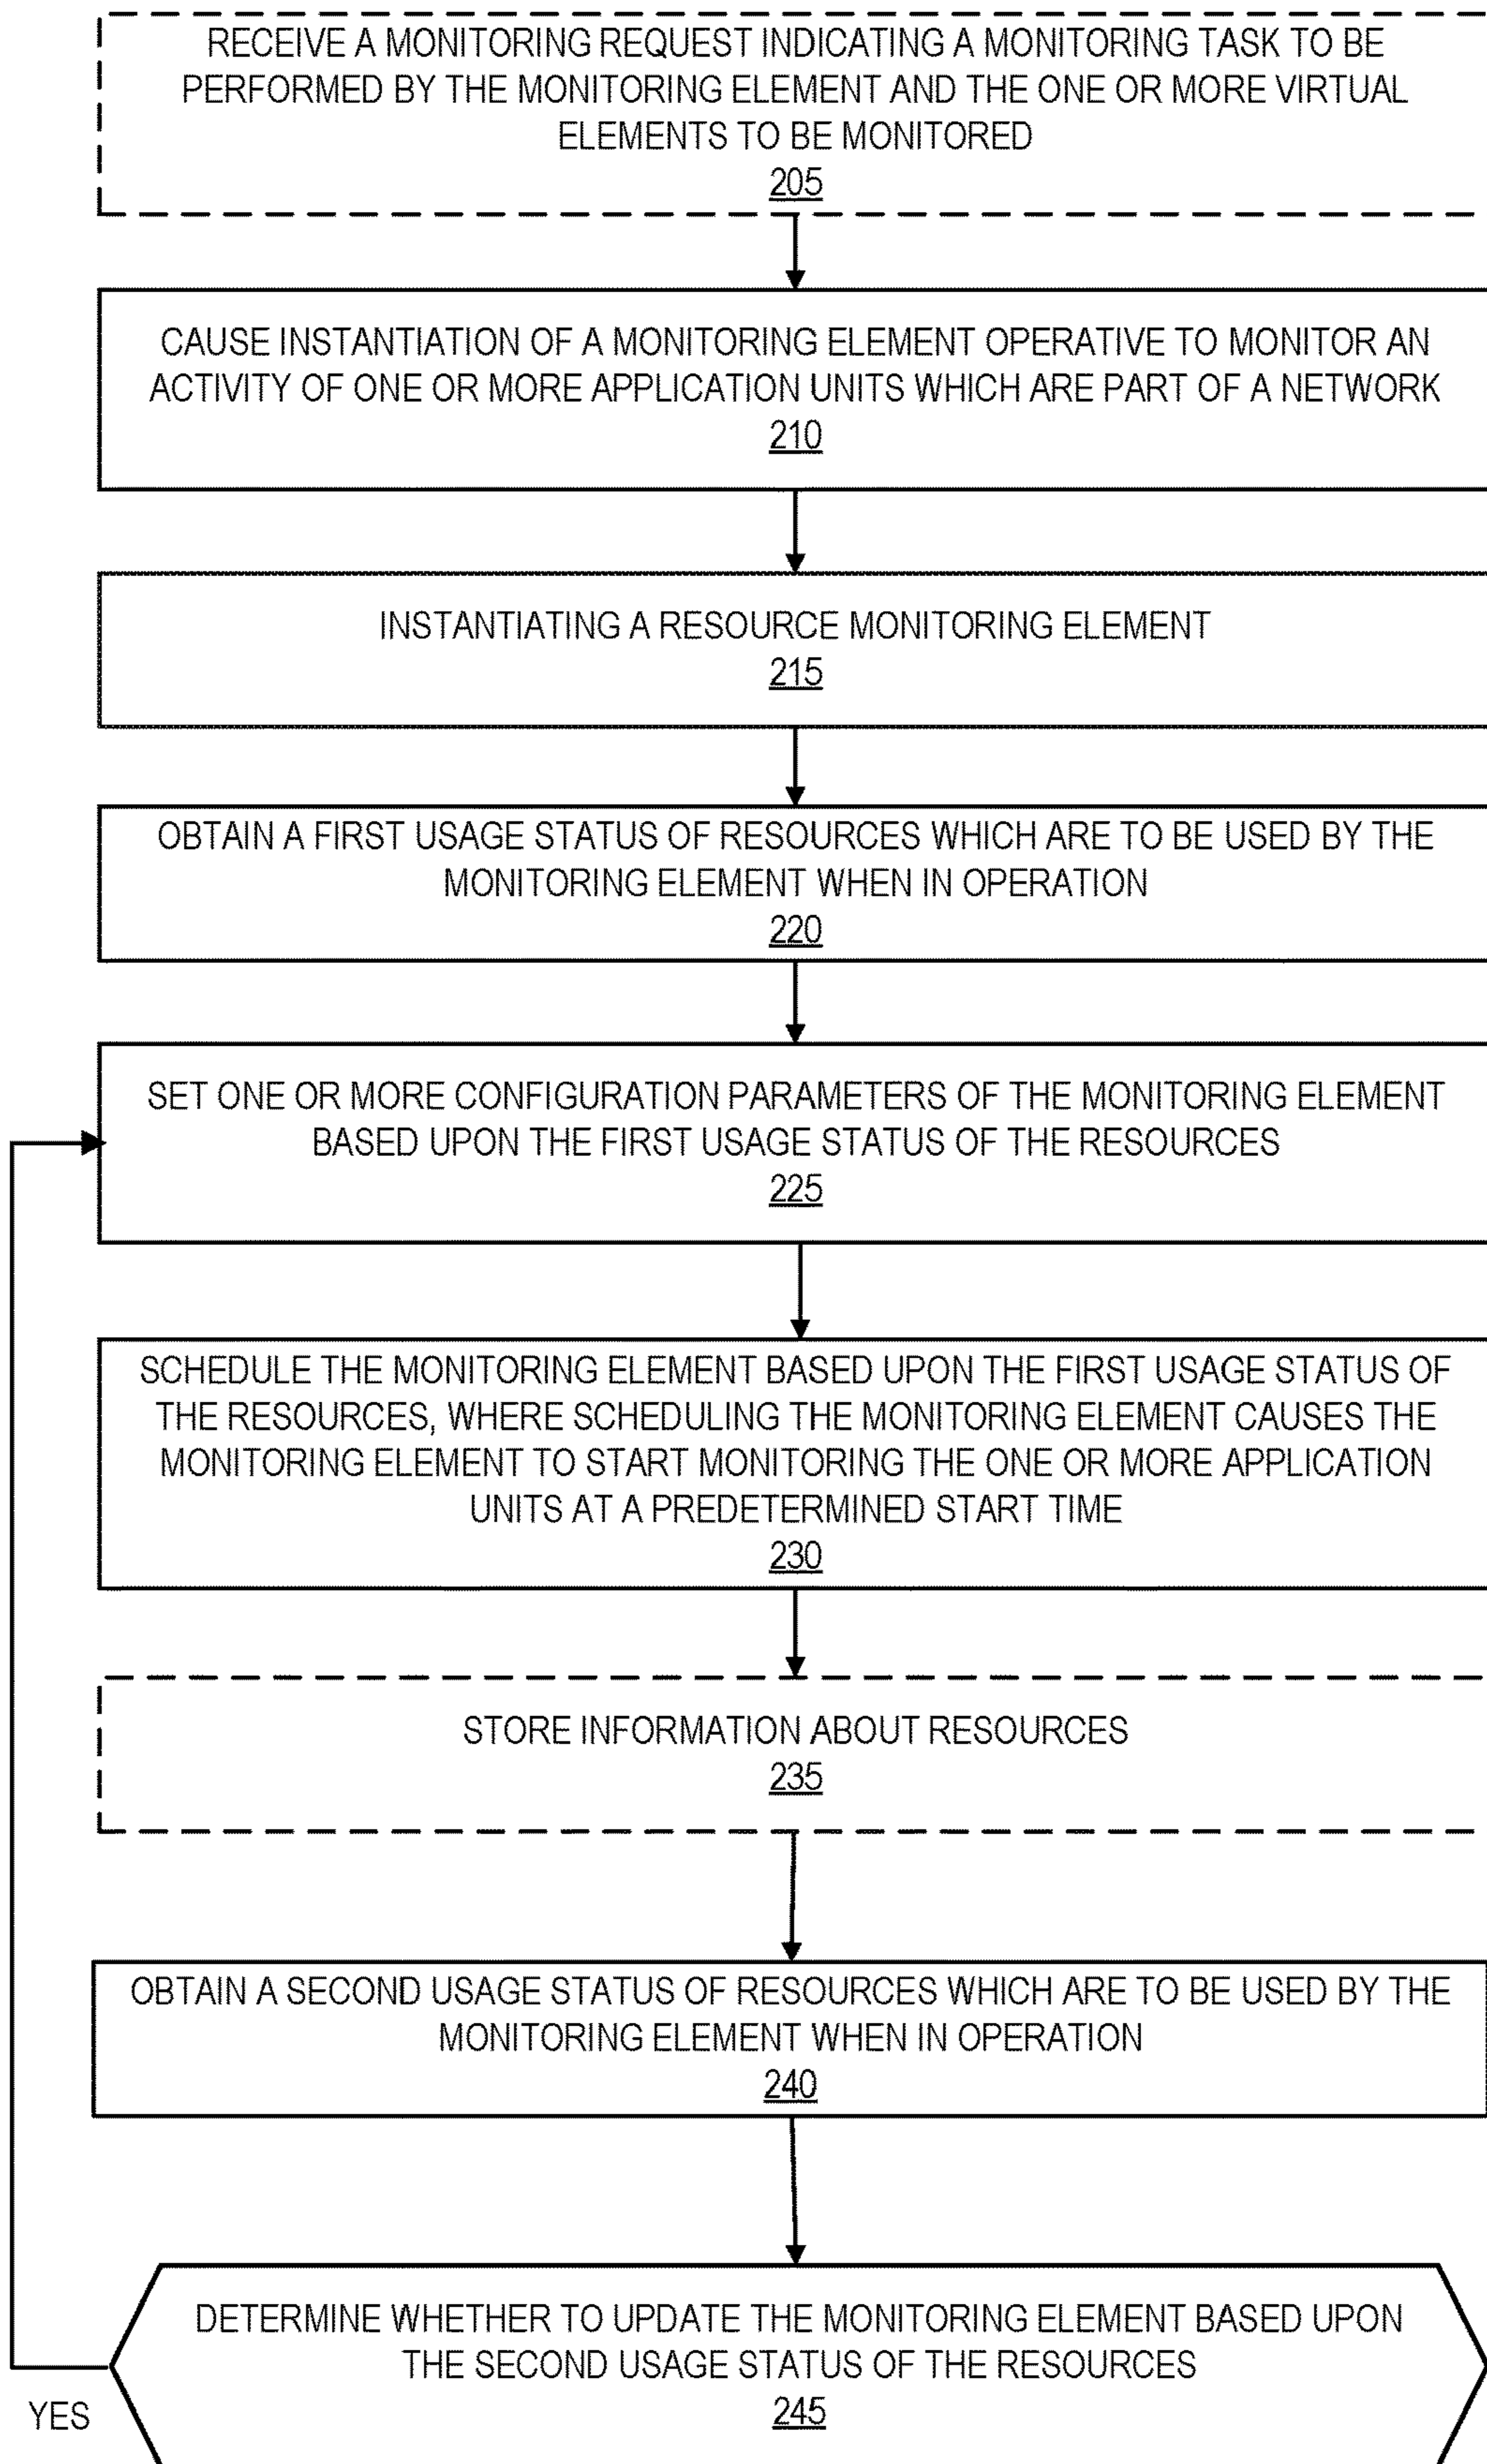 RECEIVE A MONITORING REQUEST INDICATING A MONITORING TASK TO BE
PERFORMED BY THE MONITORING ELEMENT AND THE ONE OR MORE VIRTUAL
ELEMENTS TO BE MONITORED
205
CAUSE INSTANTIATION OF A MONITORING ELEMENT OPERATIVE TO MONITOR AN
ACTIVITY OF ONE OR MORE APPLICATION UNITS WHICH ARE PART OF A NETWORK
210
INSTANTIATING A RESOURCE MONITORING ELEMENT
215
OBTAIN A FIRST USAGE STATUS OF RESOURCES WHICH ARE TO BE USED BY THE
MONITORING ELEMENT WHEN IN OPERATION
220
SET ONE OR MORE CONFIGURATION PARAMETERS OF THE MONITORING ELEMENT
BASED UPON THE FIRST USAGE STATUS OF THE RESOURCES
225
SCHEDULE THE MONITORING ELEMENT BASED UPON THE FIRST USAGE STATUS OF
THE RESOURCES, WHERE SCHEDULING THE MONITORING ELEMENT CAUSES THE
MONITORING ELEMENT TO START MONITORING THE ONE OR MORE APPLICATION
UNITS AT A PREDETERMINED START TIME
230
STORE INFORMATION ABOUT RESOURCES
235
OBTAIN A SECOND USAGE STATUS OF RESOURCES WHICH ARE TO BE USED BY THE
MONITORING ELEMENT WHEN IN OPERATION
240
DETERMINE WHETHER TO UPDATE THE MONITORING ELEMENT BASED UPON
THE SECOND USAGE STATUS OF THE RESOURCES
245
YES